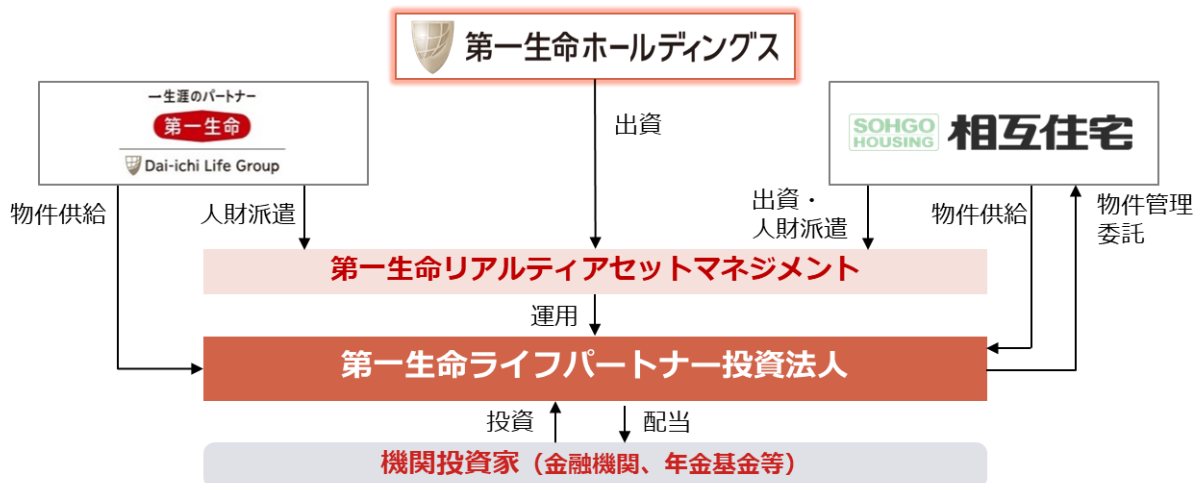 第一生命ホールディングス
一生涯のパートナー
第一生命
Dai-ichi Life Group
SOHGO
HOUSING
相互住宅
出資
物件供給
人財派遣
出資・
人財派遣
物件供給
物件管理
委託
第一生命リアルティアセットマネジメント
運用
第一生命ライフパートナー投資法人
投資
配当
機関投資家（金融機関、年金基金等）